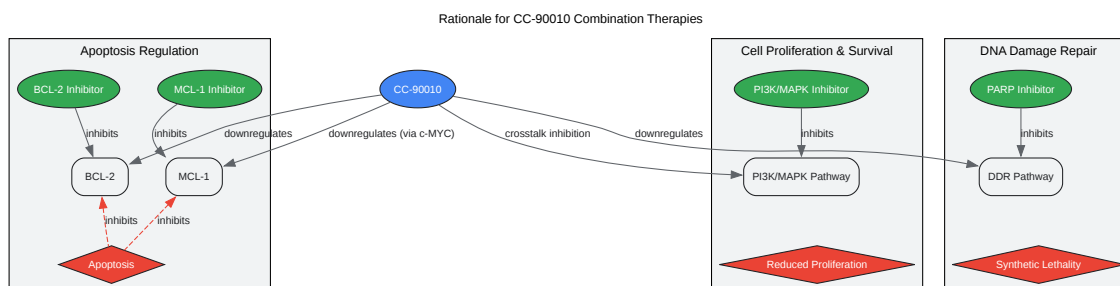 Rationale for CC-90010 Combination Therapies
Apoptosis Regulation
Cell Proliferation & Survival
DNA Damage Repair
BCL-2 Inhibitor
MCL-1 Inhibitor
CC-90010
PI3K/MAPK Inhibitor
PARP Inhibitor
inhibits
inhibits
downregulates
downregulates (via c-MYC)
crosstalk inhibition
downregulates
inhibits
inhibits
BCL-2
MCL-1
PI3K/MAPK Pathway
DDR Pathway
inhibits
inhibits
Apoptosis
Reduced Proliferation
Synthetic Lethality